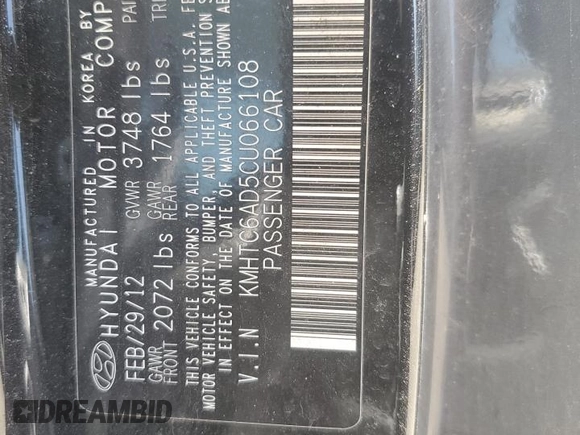 MANUFACTURED IN KOREA BY
HYUNDAI MOTOR COMP
FEB/29/12 GVWR 3748 lbs
GAWR FRONT 2072 lbs GAWR REAR 1764 lbs
THIS VEHICLE CONFORMS TO ALL APPLICABLE U.S.A. FE
MOTOR VEHICLE SAFETY, BUMPER AND THEFT PREVENTION S
IN EFFECT ON THE DATE OF MANUFACTURE SHOWN AB
V.I.N KMHTC6AD5CU066108
PASSENGER CAR
DREAMBID